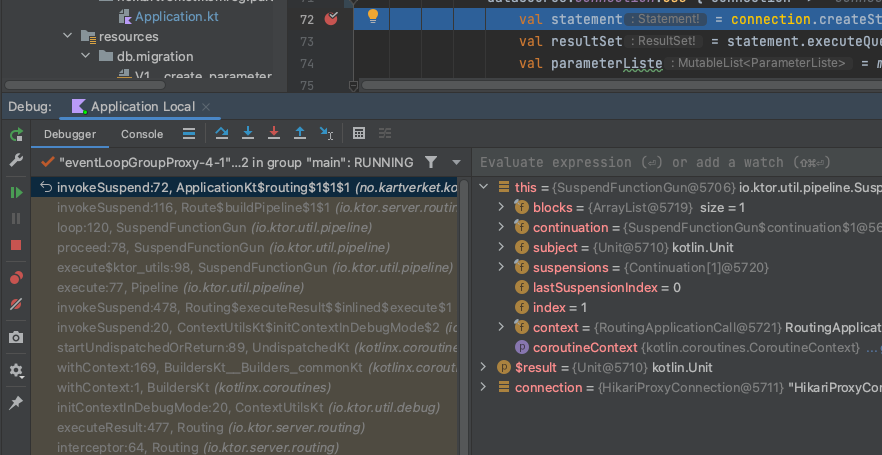 Application.kt
resources
db.migration
V1__create_parameter
71
72 val statement : Statement! = connection.createSt
73 val resultSet : ResultSet! = statement.executeQue
74 val parameterListe : MutableList<ParameterListe> = m
75
Debug: Application Local
Debugger Console
"eventLoopGroupProxy-4-1"...2 in group "main": RUNNING
Evaluate expression (⏎) or add a watch (⇧⌘⏎)
invokeSuspend:72, ApplicationKt$routing$1$1$1 (no.kartverket.ko
invokeSuspend:116, Route$buildPipeline$1$1 (io.ktor.server.routin
loop:120, SuspendFunctionGun (io.ktor.util.pipeline)
proceed:78, SuspendFunctionGun (io.ktor.util.pipeline)
execute$ktor_utils:98, SuspendFunctionGun (io.ktor.util.pipeline)
execute:77, Pipeline (io.ktor.util.pipeline)
invokeSuspend:478, Routing$executeResult$$inlined$execute$1
invokeSuspend:20, ContextUtilsKt$initContextInDebugMode$2 (io
startUndispatchedOrReturn:89, UndispatchedKt (kotlinx.coroutine
withContext:169, BuildersKt__Builders_commonKt (kotlinx.corou
withContext:1, BuildersKt (kotlinx.coroutines)
initContextInDebugMode:20, ContextUtilsKt (io.ktor.util.debug)
executeResult:477, Routing (io.ktor.server.routing)
interceptor:64, Routing (io.ktor.server.routing)
this = {SuspendFunctionGun@5706} io.ktor.util.pipeline.Susp
blocks = {ArrayList@5719} size = 1
continuation = {SuspendFunctionGun$continuation$1@56
subject = {Unit@5710} kotlin.Unit
suspensions = {Continuation[1]@5720}
lastSuspensionIndex = 0
index = 1
context = {RoutingApplicationCall@5721} RoutingApplic
coroutineContext {kotlin.coroutines.CoroutineContext} ...
$result = {Unit@5710} kotlin.Unit
connection = {HikariProxyConnection@5711} "HikariProxyCon